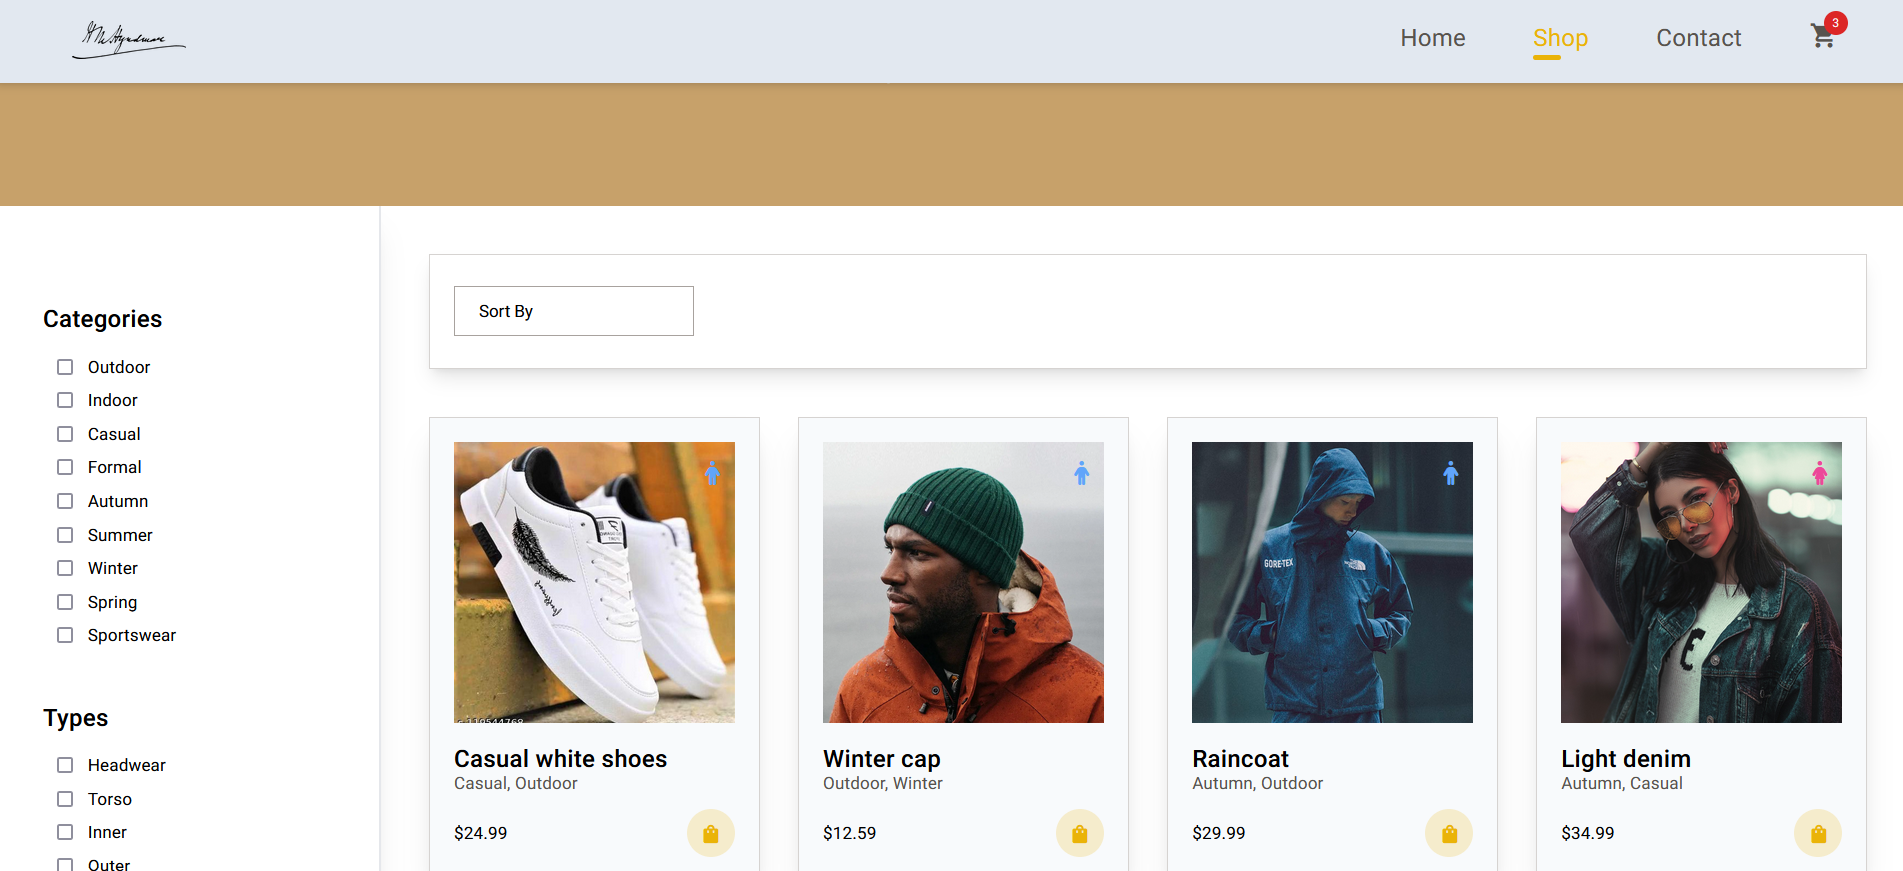 Home Shop Contact 3
Sort By
Categories
Outdoor
Indoor
Casual
Formal
Autumn
Summer
Winter
Spring
Sportswear
Types
Headwear
Torso
Inner
Outer
GORE-TEX
Casual white shoes
Casual, Outdoor
$24.99
Winter cap
Outdoor, Winter
$12.59
Raincoat
Autumn, Outdoor
$29.99
Light denim
Autumn, Casual
$34.99